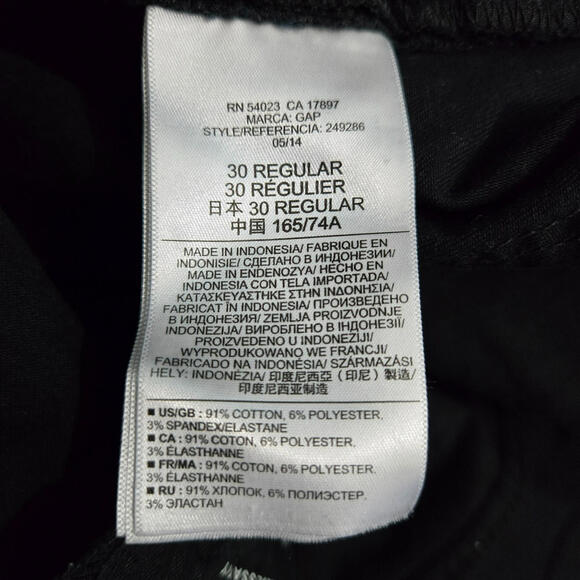 RN 54023 CA 17897
MARCA: GAP
STYLE/REFERENCIA: 249286
05/14
30 REGULAR
30 RÉGULIER
日本 30 REGULAR
中国 165/74A
MADE IN INDONESIA/ FABRIQUE EN
INDONISIE/ СДЕЛАНО В ИНДОНЕЗИИ/
MADE IN ENDENOZYA/ HECHO EN
INDONESIA CON TELA IMPORTADA/
ΚΑΤΑΣΚΕΥΑΣΤΗΚΕ ΣΤΗΝ ΙΝΔΟΝΗΣΙΑ/
FABRICAT ÎN INDONESIA/ ПРОИЗВЕДЕНО
В ИНДОНЕЗИЯ/ ZEMLJA PROIZVODNJE
INDONEZIJA/ ВИРОБЛЕНО В ІНДОНЕЗІЇ/
PROIZVEDENO U INDONEZIJI/
WYPRODUKOWANO WE FRANCJI/
FABRICADO NA INDONÉSIA/ SZÁRMAZÁSI
HELY: INDONÉZIA/ 印度尼西亞 (印尼) 製造/
印度尼西亚制造
■ US/GB : 91% COTTON, 6% POLYESTER,
3% SPANDEX/ELASTANE
■ CA : 91% COTON, 6% POLYESTER,
3% ÉLASTHANNE
■ FR/MA : 91% COTON, 6% POLYESTER,
3% ÉLASTHANNE
■ RU : 91% ХЛОПОК, 6% ПОЛИЭСТЕР,
3% ЭЛАСТАН